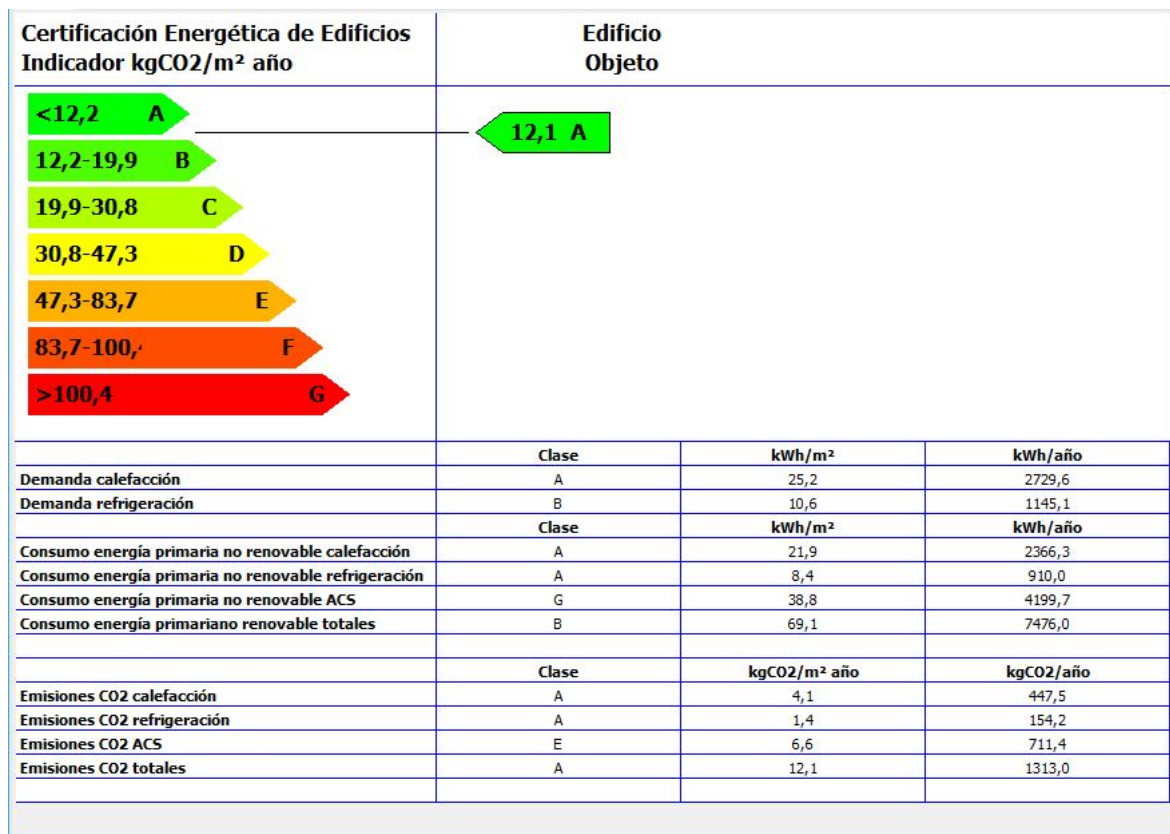 Certificación Energética de Edificios
Indicador kgCO2/m² año
Edificio
Objeto
<12,2 A
12,1 A
12,2-19,9 B
19,9-30,8 C
30,8-47,3 D
47,3-83,7 E
83,7-100, F
>100,4 G
Clase kWh/m² kWh/año
Demanda calefacción A 25,2 2729,6
Demanda refrigeración B 10,6 1145,1
Clase kWh/m² kWh/año
Consumo energía primaria no renovable calefacción A 21,9 2366,3
Consumo energía primaria no renovable refrigeración A 8,4 910,0
Consumo energía primaria no renovable ACS G 38,8 4199,7
Consumo energía primariano renovable totales B 69,1 7476,0
Clase kgCO2/m² año kgCO2/año
Emisiones CO2 calefacción A 4,1 447,5
Emisiones CO2 refrigeración A 1,4 154,2
Emisiones CO2 ACS E 6,6 711,4
Emisiones CO2 totales A 12,1 1313,0